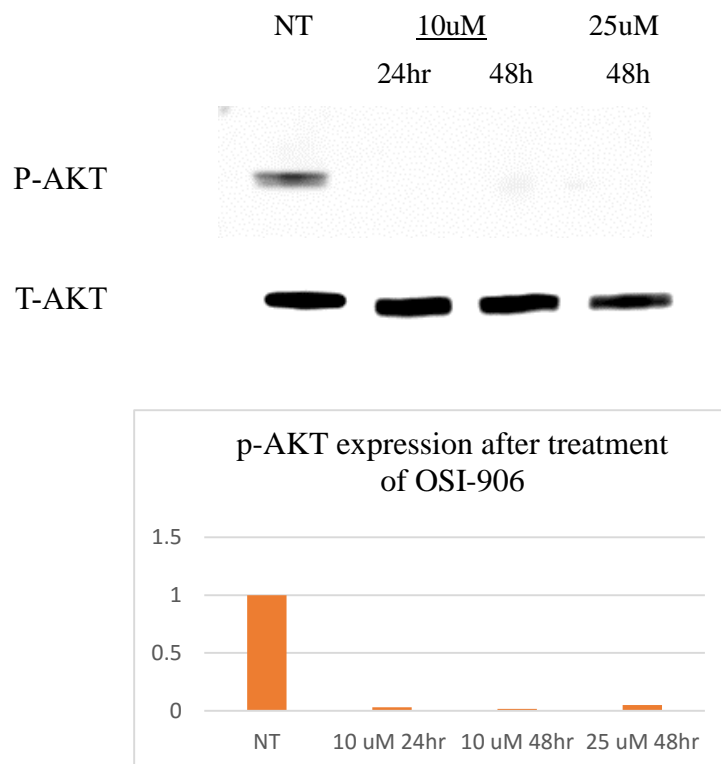 NT 10uM 25uM
24hr 48h 48h
P-AKT
T-AKT
p-AKT expression after treatment
of OSI-906
1.5
1
0.5
0
NT 10 uM 24hr 10 uM 48hr 25 uM 48hr